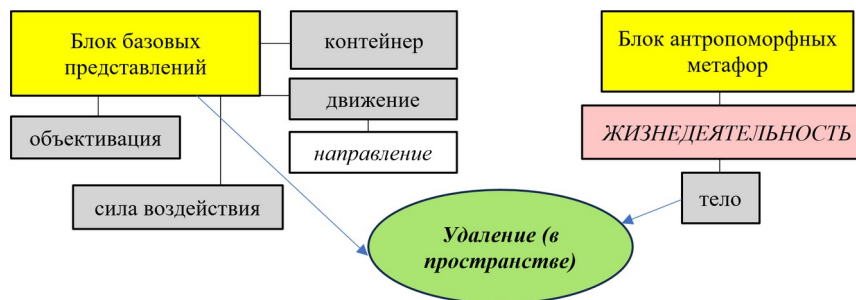 Блок базовых
представлений
контейнер
движение
направление
объективация
сила воздействия
Блок антропоморфных
метафор
ЖИЗНЕДЕЯТЕЛЬНОСТЬ
тело
Удаление (в
пространстве)